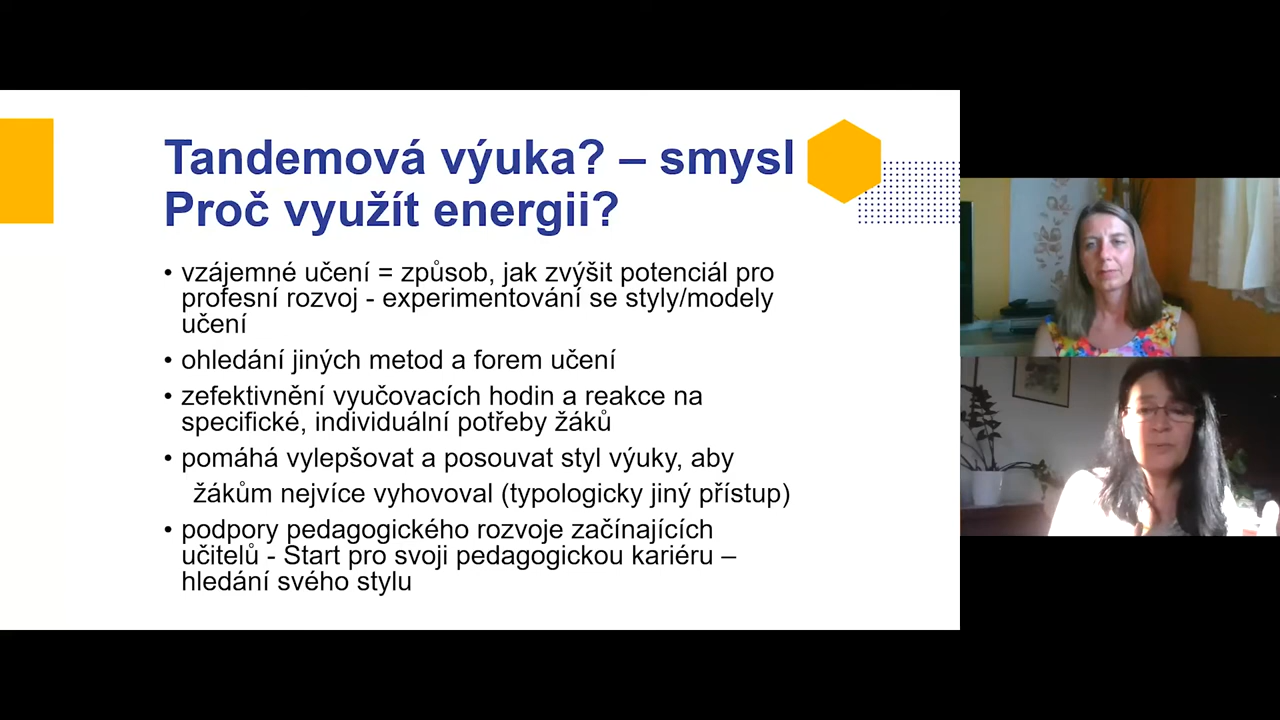 Tandemová výuka? – smysl
Proč využít energii?
• vzájemné učení = způsob, jak zvýšit potenciál pro
profesní rozvoj - experimentování se styly/modely
učení
• ohledání jiných metod a forem učení
• zefektivnění vyučovacích hodin a reakce na
specifické, individuální potřeby žáků
• pomáhá vylepšovat a posouvat styl výuky, aby
žákům nejvíce vyhovoval (typologicky jiný přístup)
• podpory pedagogického rozvoje začínajících
učitelů - Start pro svoji pedagogickou kariéru –
hledání svého stylu